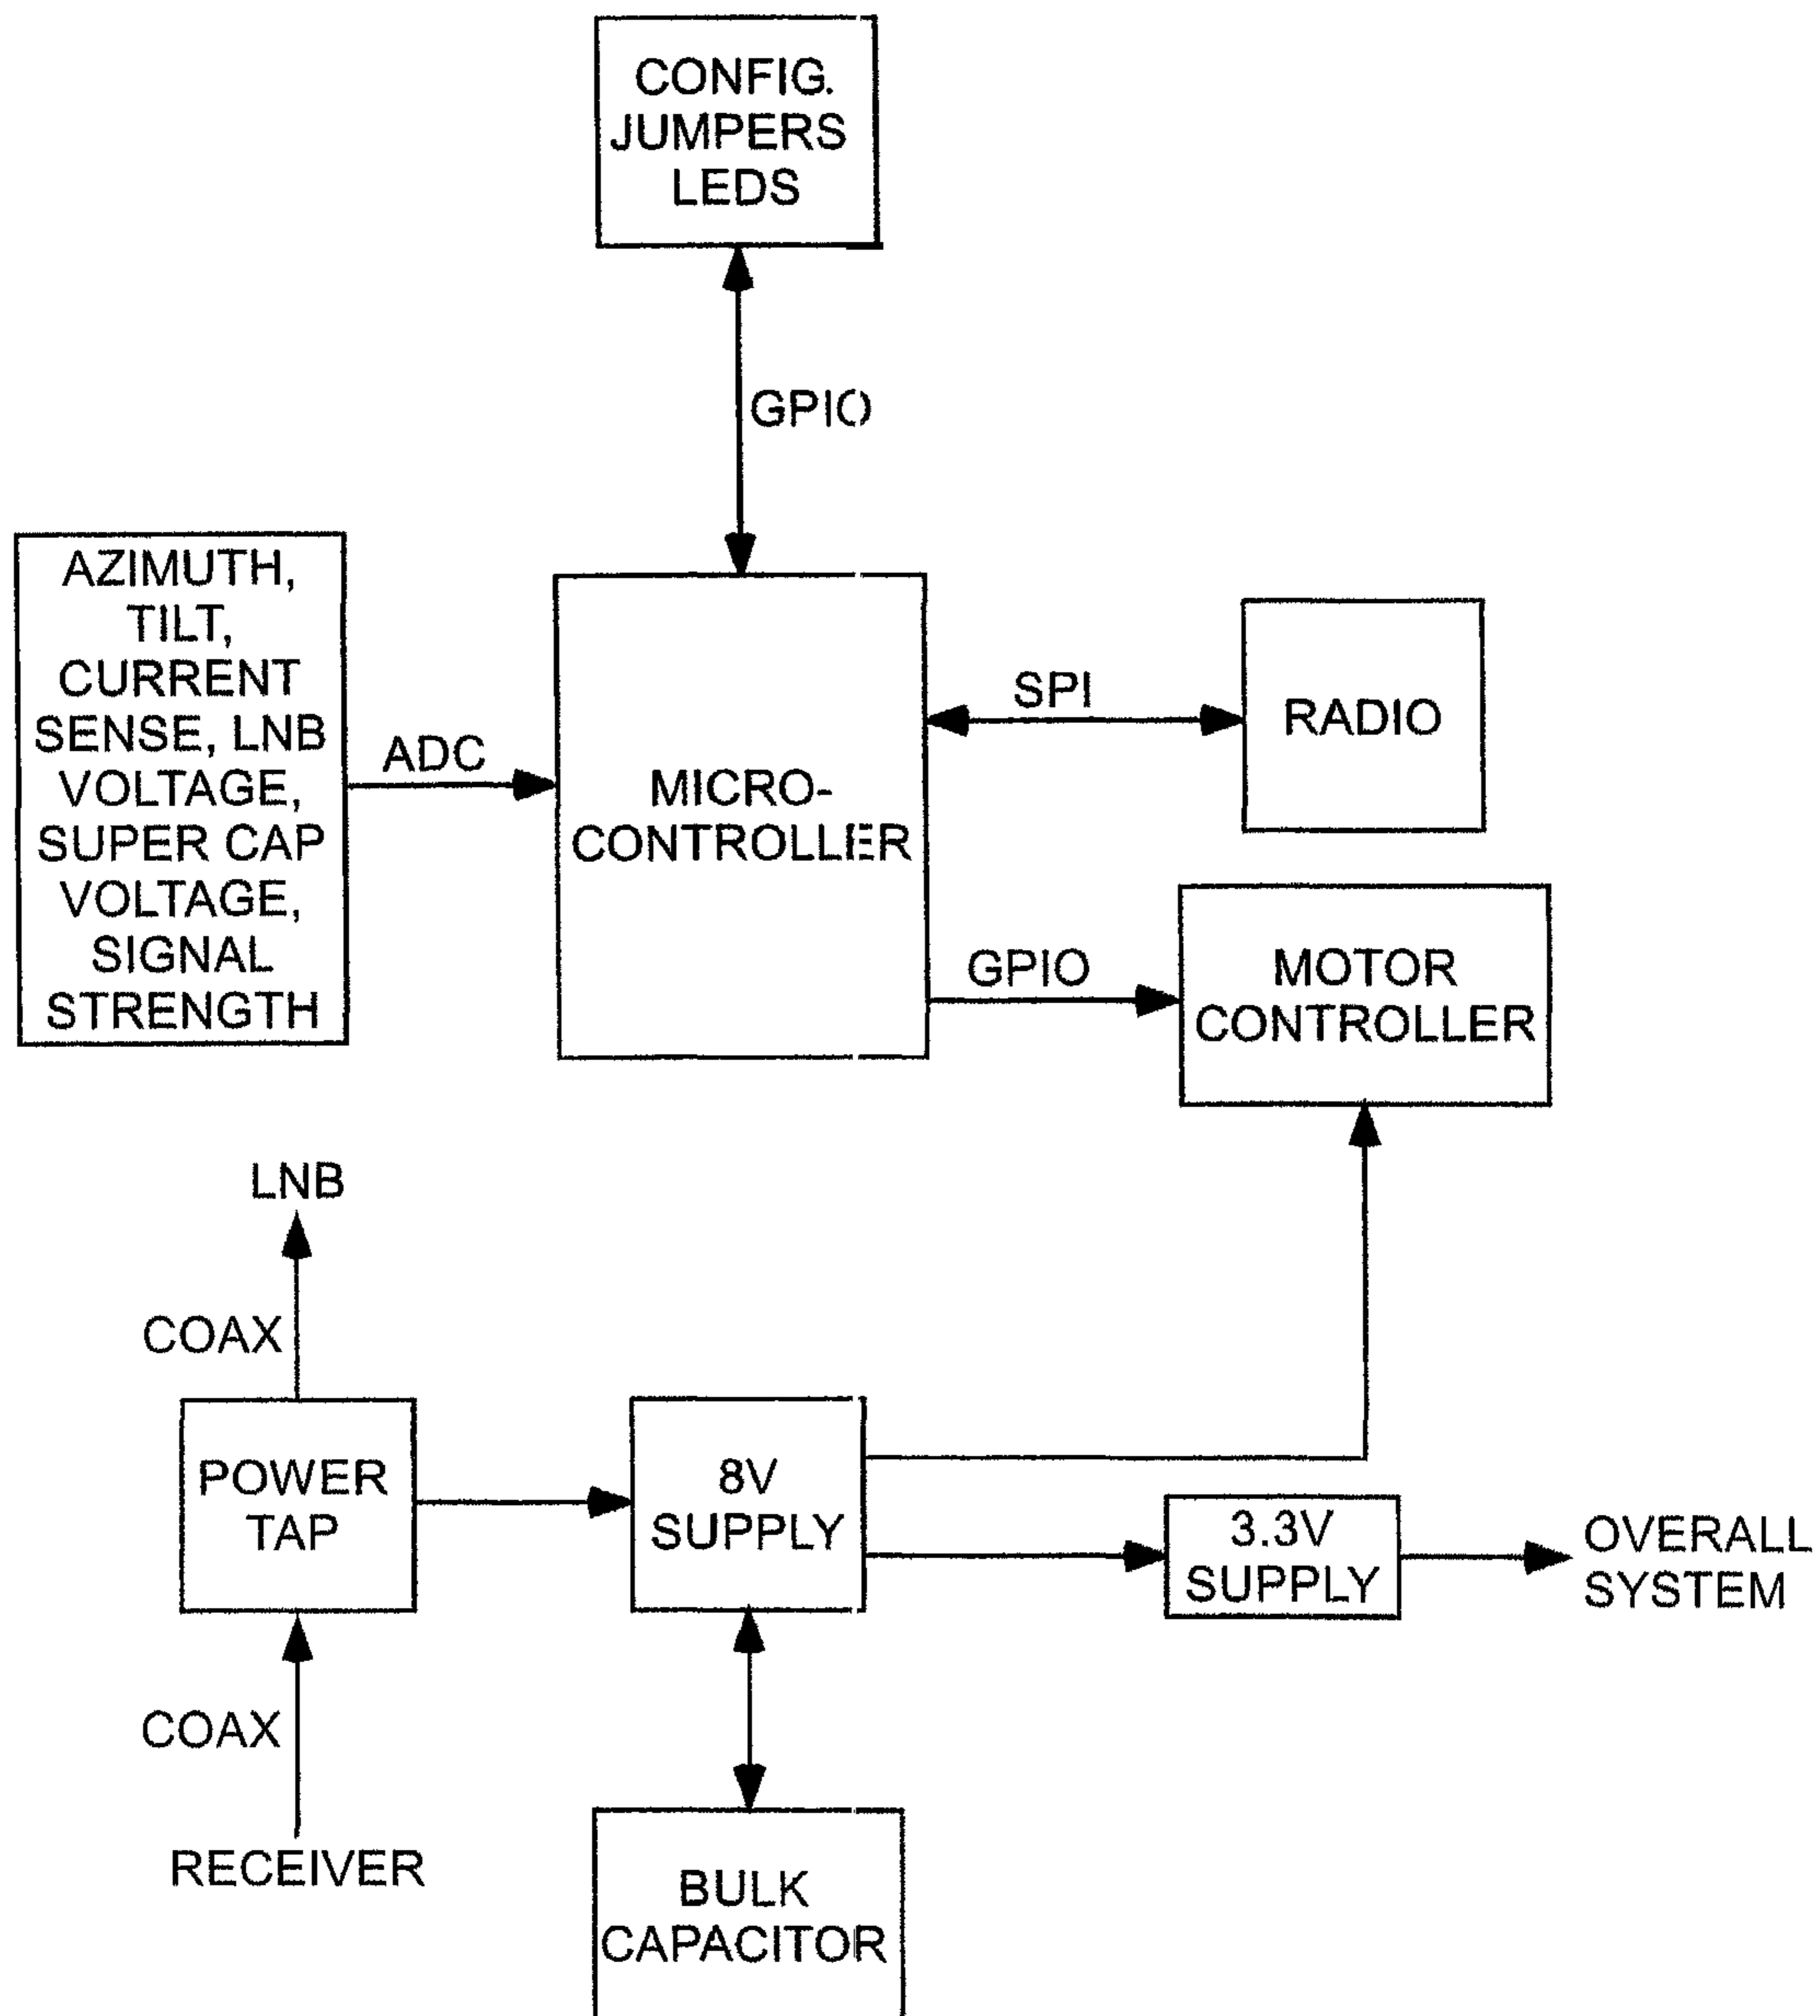 CONFIG.
JUMPERS
LEDS
GPIO
AZIMUTH,
TILT,
CURRENT
SENSE, LNB
VOLTAGE,
SUPER CAP
VOLTAGE,
SIGNAL
STRENGTH
ADC
MICRO-
CONTROLLER
SPI
RADIO
GPIO
MOTOR
CONTROLLER
LNB
COAX
POWER
TAP
COAX
RECEIVER
8V
SUPPLY
3.3V
SUPPLY
OVERALL
SYSTEM
BULK
CAPACITOR